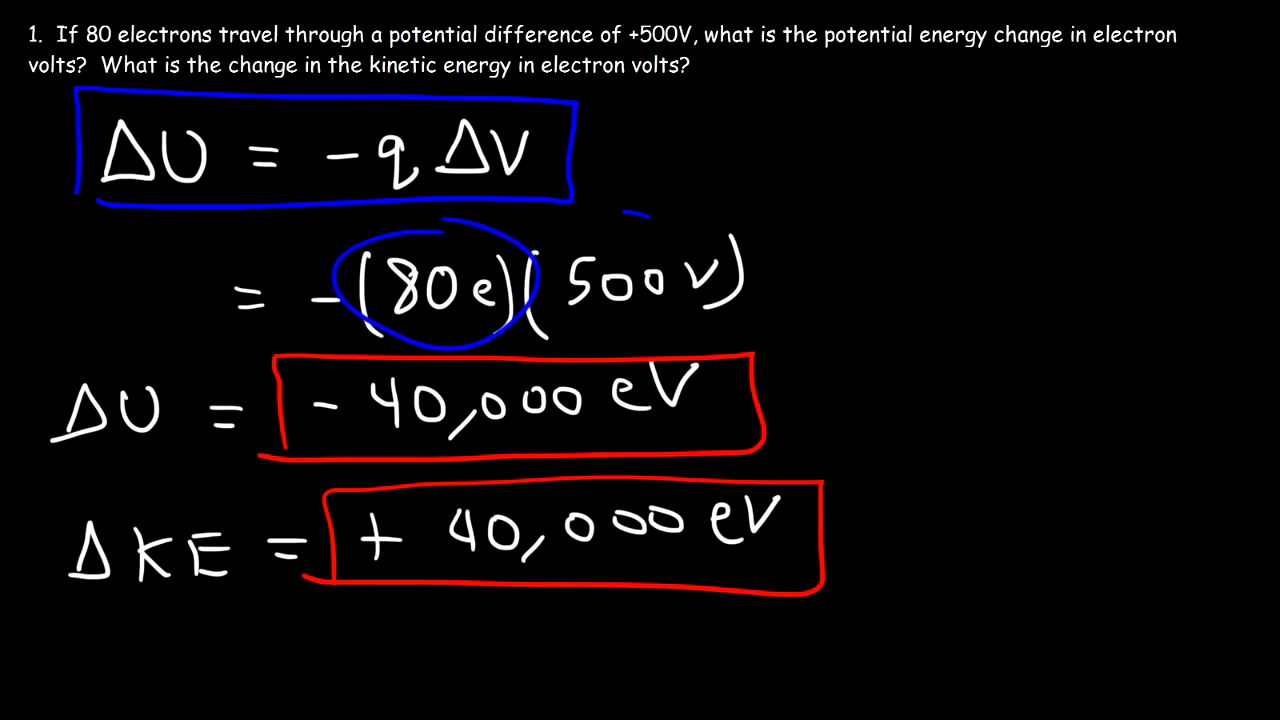 1. If 80 electrons travel through a potential difference of +500V, what is the potential energy change in electron
volts? What is the change in the kinetic energy in electron volts?
ΔU = -q ΔV
= -(80e)(500V)
ΔU = -40,000 eV
ΔKE = + 40,000 eV